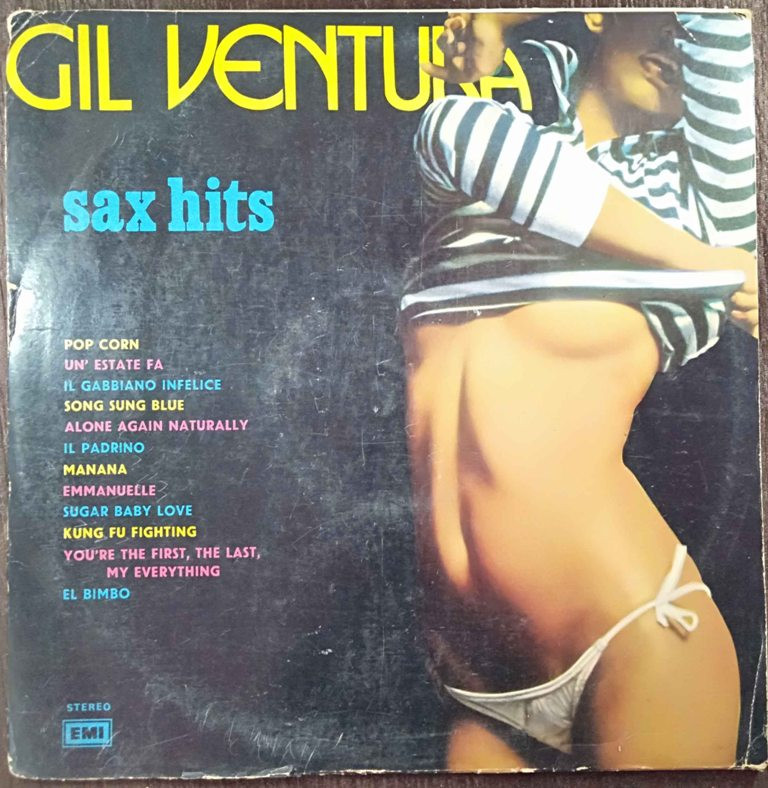 GIL VENTURA
sax hits
POP CORN
UN' ESTATE FA
IL GABBIANO INFELICE
SONG SUNG BLUE
ALONE AGAIN NATURALLY
IL PADRINO
MANANA
EMMANUELLE
SUGAR BABY LOVE
KUNG FU FIGHTING
YOU'RE THE FIRST, THE LAST,
MY EVERYTHING
EL BIMBO
STEREO
EMI